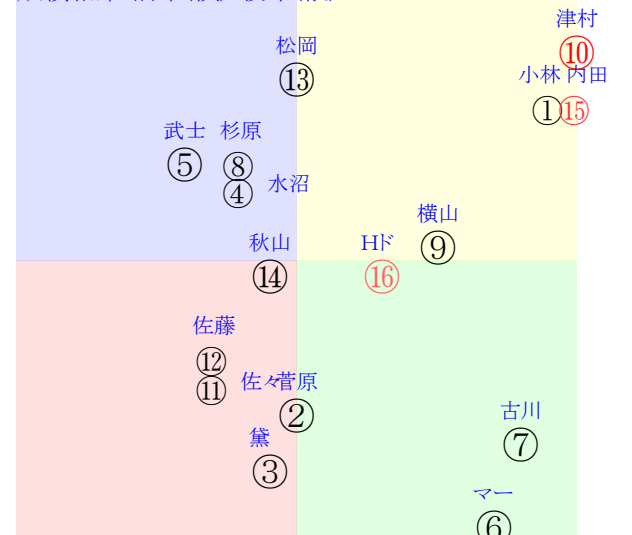 津村
松岡
⑩
小林 内田
⑬
①⑮
武士 杉原
⑤ ⑧
④ 水沼
横山
秋山 Hド ⑨
⑭ ⑯
佐藤
⑫
⑪ 佐々菅原
② 古川
黛 ⑦
③
マー
⑥